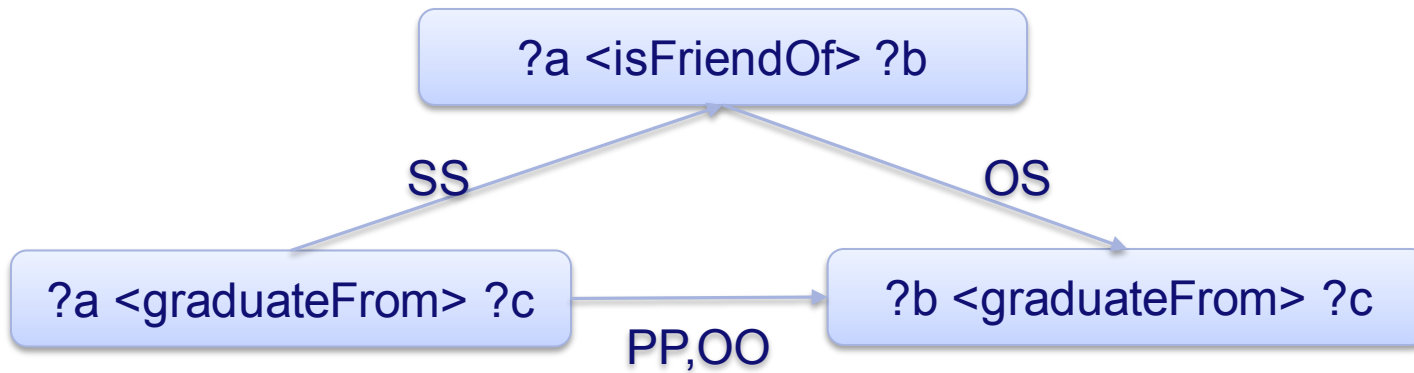 ?a <isFriendOf> ?b
SS
OS
?a <graduateFrom> ?c
?b <graduateFrom> ?c
PP,OO